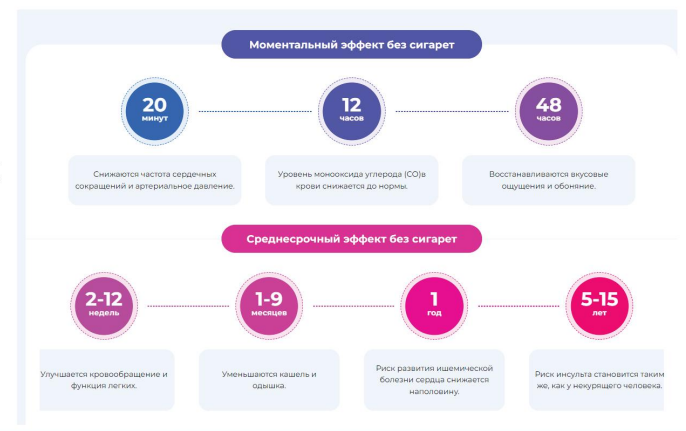 Моментальный эффект без сигарет
20
минут
12
часов
48
часов
Снижаются частота сердечных
сокращений и артериальное давление.
Уровень монооксида углерода (CO)в
крови снижается до нормы.
Восстанавливаются вкусовые
ощущения и обоняние.
Среднесрочный эффект без сигарет
2-12
недель
1-9
месяцев
1
год
5-15
лет
Улучшается кровообращение и
функция легких.
Уменьшаются кашель и
одышка.
Риск развития ишемической
болезни сердца снижается
наполовину.
Риск инсульта становится таким
же, как у некурящего человека.